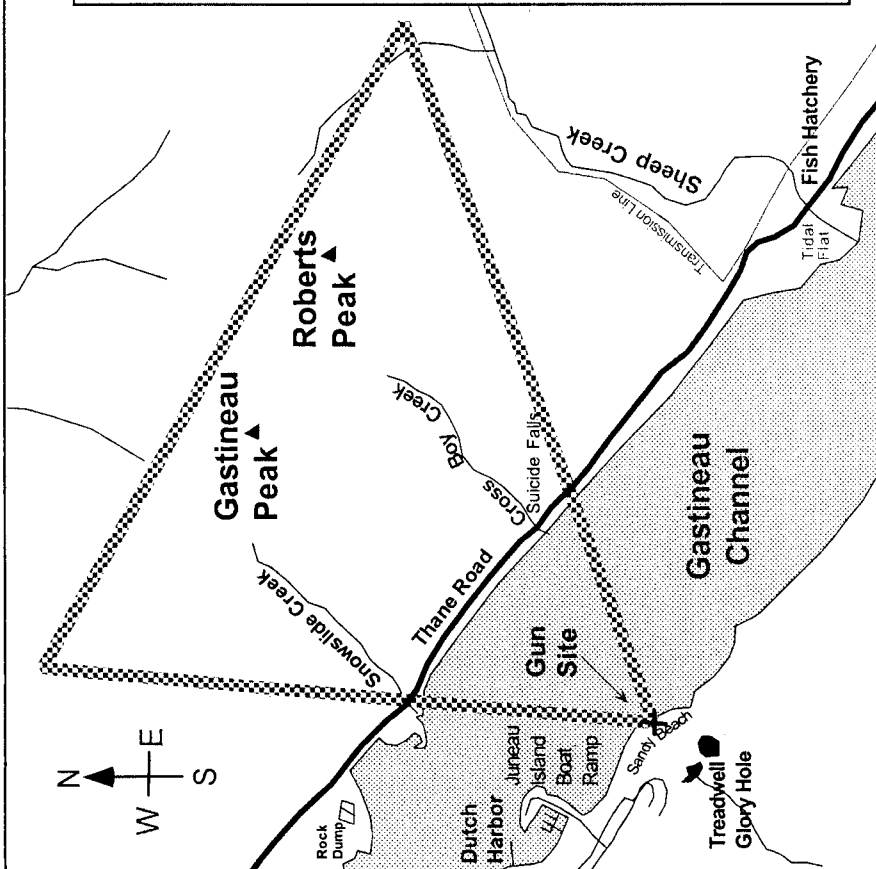 N
W E
S
Gastineau
Peak
Roberts
Peak
Snowslide Creek
Cross Boy Creek
Suicide Falls
Thane Road
Sheep Creek
Transmission Line
Fish Hatchery
Tidal
Flat
Gastineau
Channel
Gun
Site
Rock
Dump
Dutch
Harbor
Juneau
Island
Boat
Ramp
Sandy Beach
Treadwell
Glory Hole